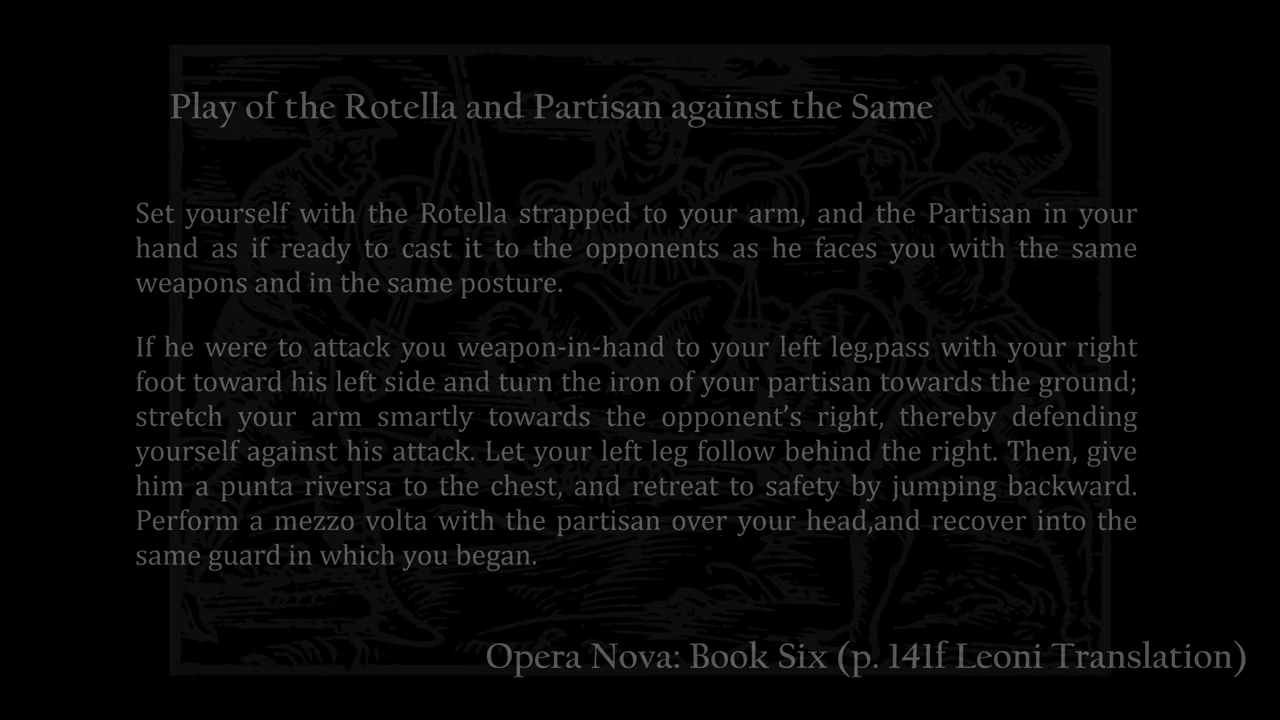 Play of the Rotella and Partisan against the Same
Set yourself with the Rotella strapped to your arm, and the Partisan in your
hand as if ready to cast it to the opponents as he faces you with the same
weapons and in the same posture.
If he were to attack you weapon-in-hand to your left leg,pass with your right
foot toward his left side and turn the iron of your partisan towards the ground;
stretch your arm smartly towards the opponent’s right, thereby defending
yourself against his attack. Let your left leg follow behind the right. Then, give
him a punta riversa to the chest, and retreat to safety by jumping backward.
Perform a mezzo volta with the partisan over your head,and recover into the
same guard in which you began.
Opera Nova: Book Six (p. 141f Leoni Translation)